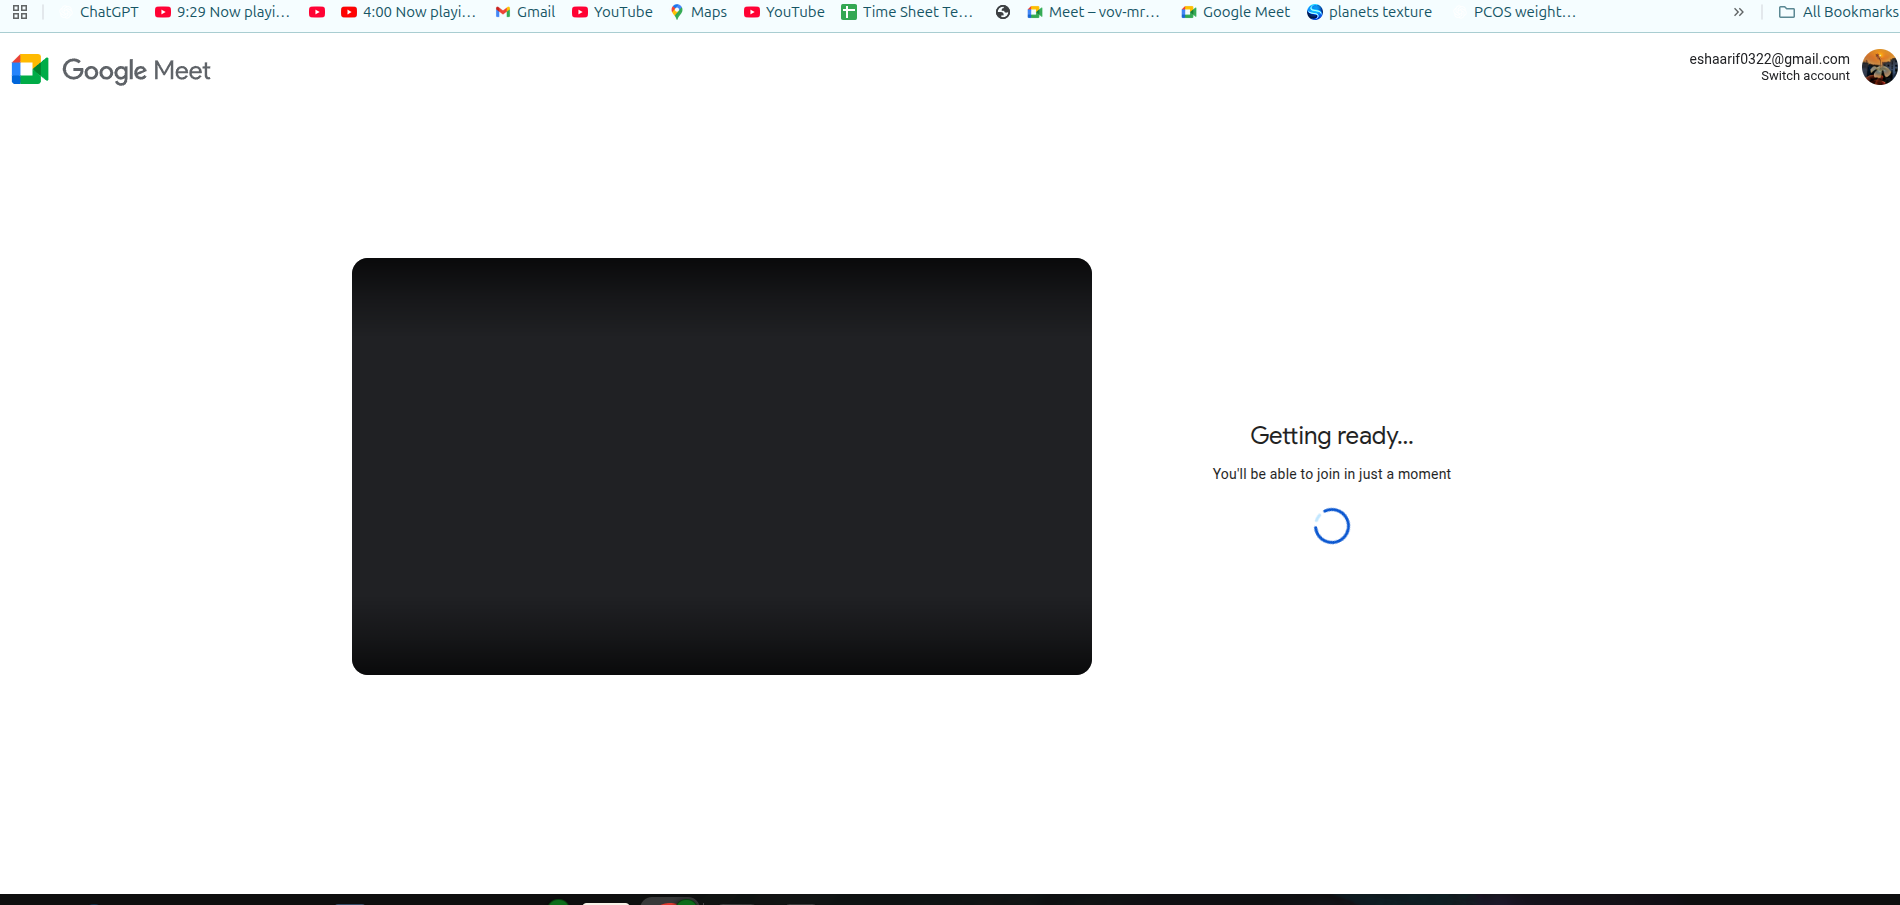 ChatGPT 9:29 Now playi... 4:00 Now playi... Gmail YouTube Maps YouTube Time Sheet Te... Meet – vov-mr... Google Meet planets texture PCOS weight... » All Bookmarks
Google Meet
eshaarif0322@gmail.com
Switch account
Getting ready...
You'll be able to join in just a moment